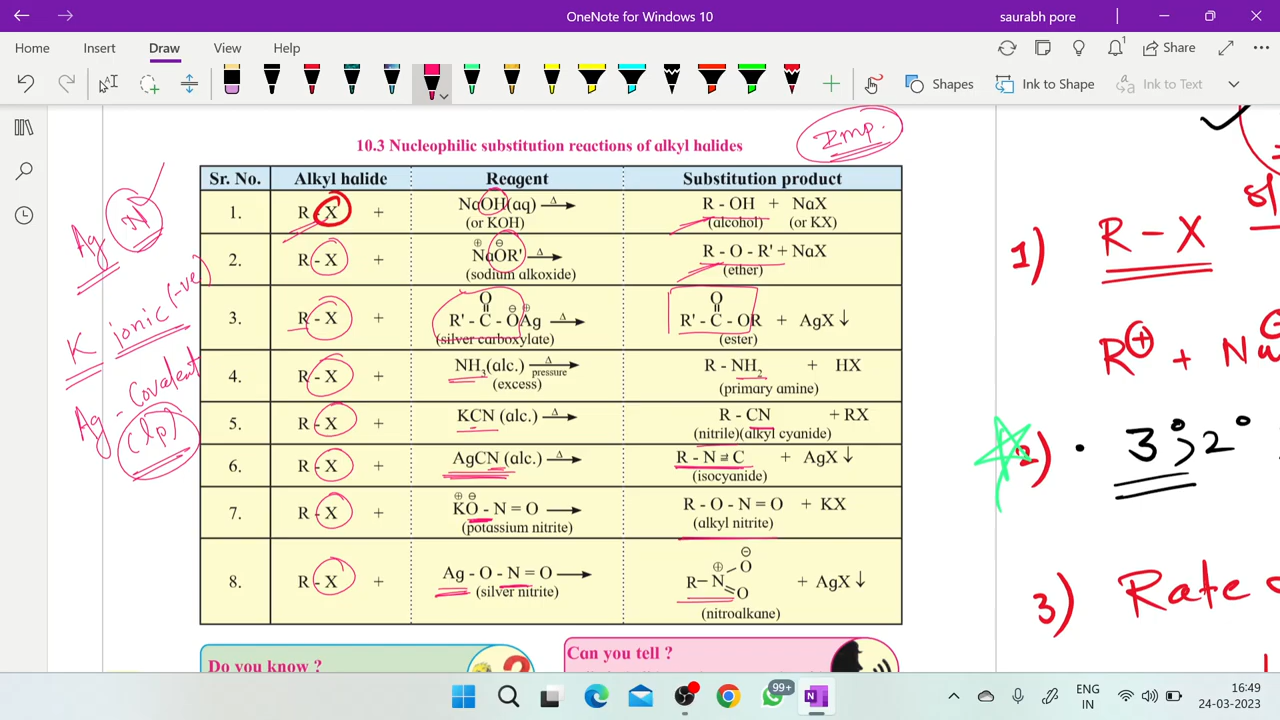 OneNote for Windows 10
saurabh pore
Home Insert Draw View Help
Share
Shapes
Ink to Shape
Ink to Text
10.3 Nucleophilic substitution reactions of alkyl halides
Imp.
Sr. No. Alkyl halide Reagent Substitution product
1. R - X + NaOH(aq) Δ→ R - OH + NaX
(or KOH) (alcohol) (or KX)
2. R - X + ⊕ ⊖ NaOR' Δ→ R - O - R' + NaX
(sodium alkoxide) (ether)
O O
3. R - X + R' - C - O⊖Ag⊕ Δ→ R' - C - OR + AgX↓
(silver carboxylate) (ester)
4. R - X + NH3(alc.) Δ→ pressure R - NH2 + HX
(excess) (primary amine)
5. R - X + KCN (alc.) Δ→ R - CN + RX
(nitrile)(alkyl cyanide)
6. R - X + AgCN (alc.) Δ→ R - N ≡ C + AgX↓
(isocyanide)
⊕ ⊖
7. R - X + KO - N = O → R - O - N = O + KX
(potassium nitrite) (alkyl nitrite)
⊖
⊕ O
8. R - X + Ag - O - N = O → R - N + AgX↓
(silver nitrite) O
(nitroalkane)
Do you know ?
Can you tell ?
Ag N
K ionic (-ve)
Ag - Covalent
(lp)
1) R - X
R⊕ + Na
2) • 3°, 2°
3) Rate
99+
ENG
IN
16:49
24-03-2023